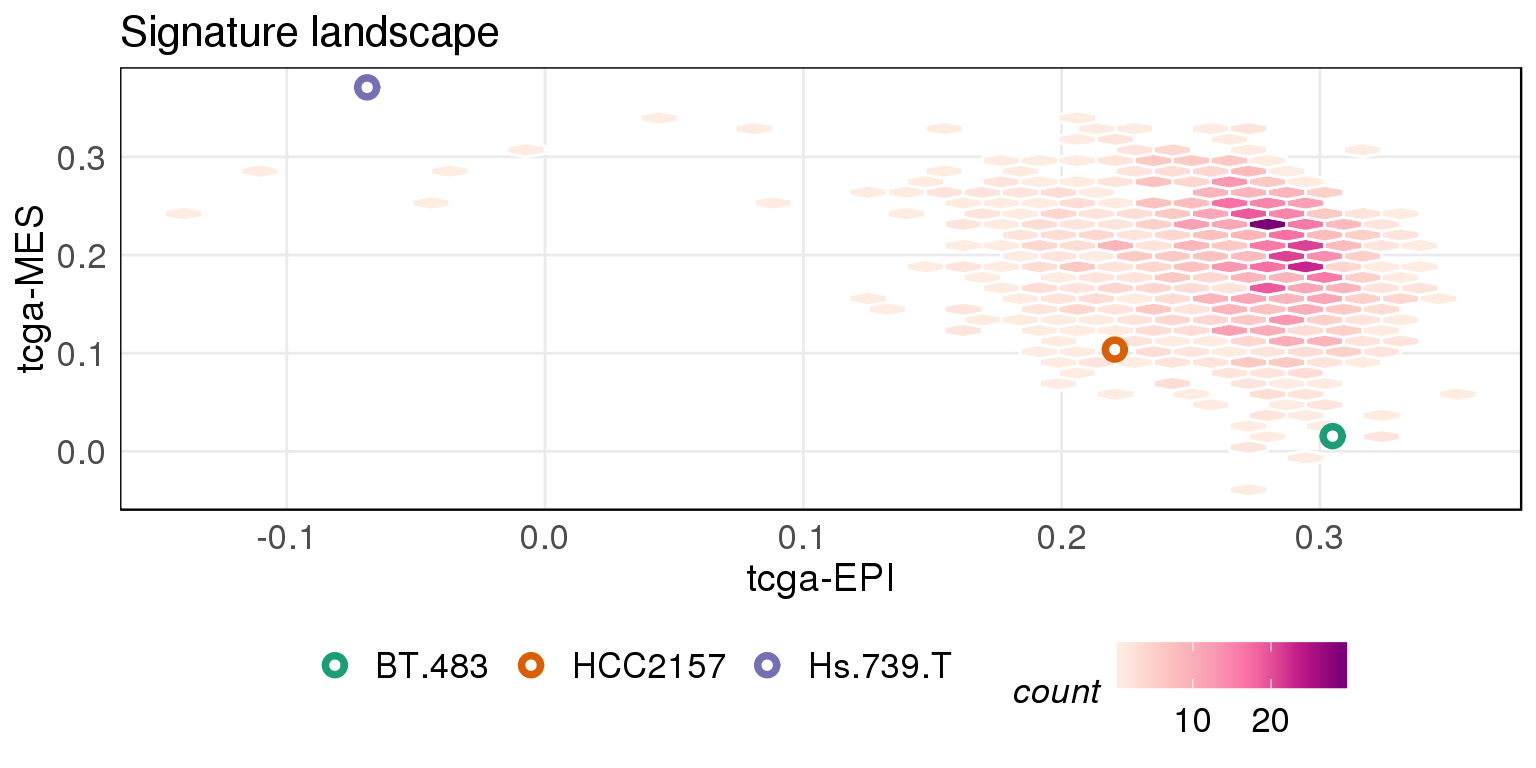 Signature landscape
tcga-MES
0.3
0.2
0.1
0.0
-0.1 0.0 0.1 0.2 0.3
tcga-EPI
BT.483 HCC2157 Hs.739.T
count
10 20